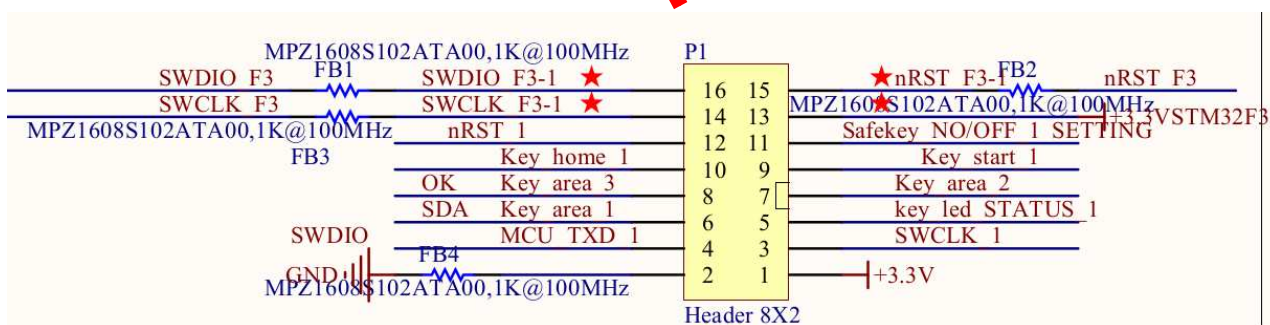 MPZ1608S102ATA00,1K@100MHz P1
SWDIO F3 FB1 SWDIO F3-1 16 15 nRST F3-1 FB2 nRST F3
SWCLK F3 SWCLK F3-1 14 13 MPZ1608S102ATA00,1K@100MHz +3.3VSTM32F3
MPZ1608S102ATA00,1K@100MHz nRST 1 12 11 Safekey NO/OFF 1 SETTING
FB3 Key home 1 10 9 Key start 1
OK Key area 3 8 7 Key area 2
SDA Key area 1 6 5 key led STATUS 1
SWDIO MCU TXD 1 4 3 SWCLK 1
GND FB4 2 1 +3.3V
MPZ1608S102ATA00,1K@100MHz
Header 8X2